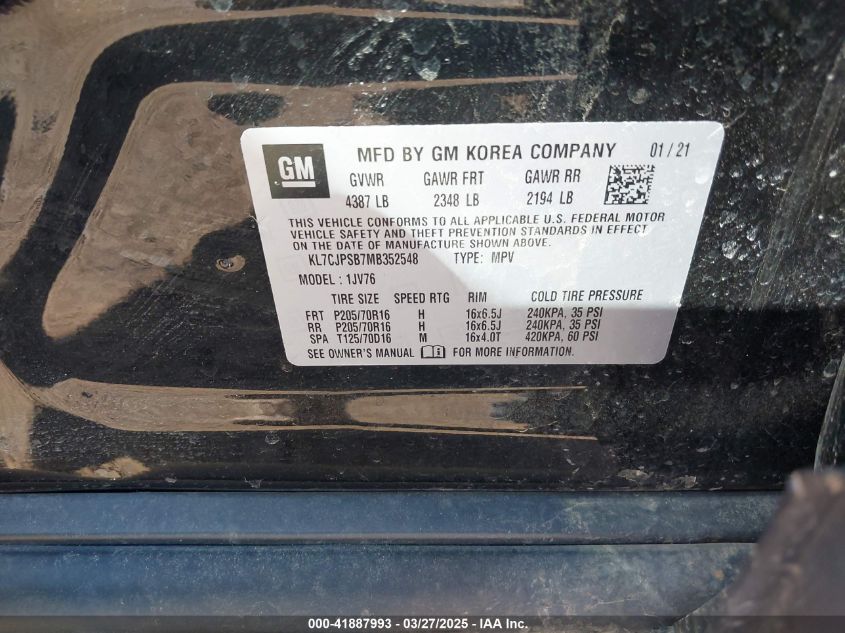 GM MFD BY GM KOREA COMPANY 01 / 21
GVWR GAWR FRT GAWR RR
4387 LB 2348 LB 2194 LB
THIS VEHICLE CONFORMS TO ALL APPLICABLE U.S. FEDERAL MOTOR
VEHICLE SAFETY AND THEFT PREVENTION STANDARDS IN EFFECT
ON THE DATE OF MANUFACTURE SHOWN ABOVE.
KL7CJPSB7MB352548 TYPE: MPV
MODEL : 1JV76
TIRE SIZE SPEED RTG RIM COLD TIRE PRESSURE
FRT P205/70R16 H 16x6.5J 240KPA, 35 PSI
RR P205/70R16 H 16x6.5J 240KPA, 35 PSI
SPA T125/70D16 M 16x4.0T 420KPA, 60 PSI
SEE OWNER'S MANUAL FOR MORE INFORMATION.
000-41887993 - 03/27/2025 - IAA Inc.